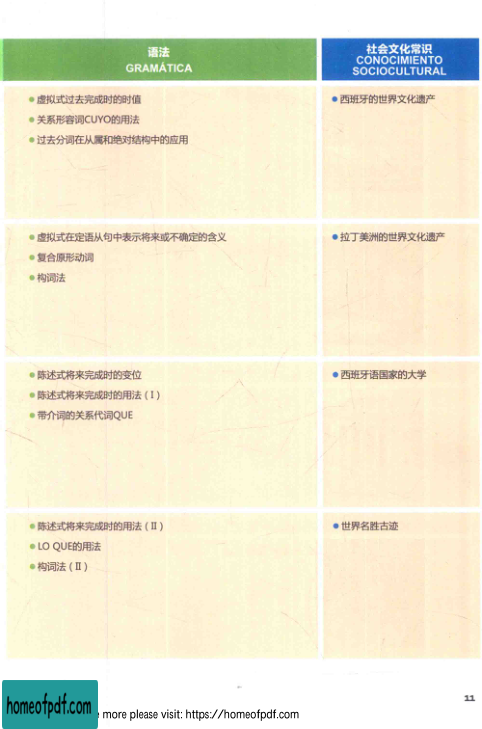 语法
GRAMÁTICA
社会文化常识
CONOCIMIENTO
SOCIOCULTURAL
虚拟式过去完成时的时值
关系形容词CUYO的用法
过去分词在从属和绝对结构中的应用
西班牙的世界文化遗产
虚拟式在定语从句中表示将来或不确定的含义
复合原形动词
构词法
拉丁美洲的世界文化遗产
陈述式将来完成时的变位
陈述式将来完成时的用法（I）
带介词的关系代词QUE
西班牙语国家的大学
陈述式将来完成时的用法（II）
LO QUE的用法
构词法（II）
世界名胜古迹
11
homeofpdf.com
more please visit: https://homeofpdf.com